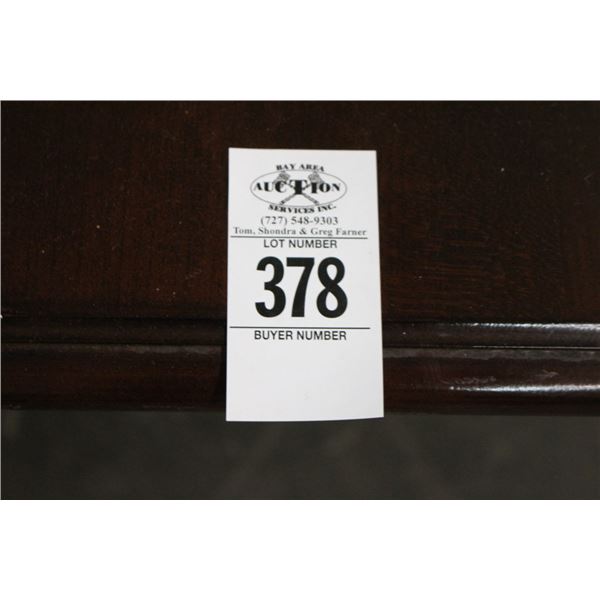 BAY AREA
AUCTION
SERVICES INC.
(727) 548-9303
Tom, Shondra & Greg Farner
LOT NUMBER
378
BUYER NUMBER